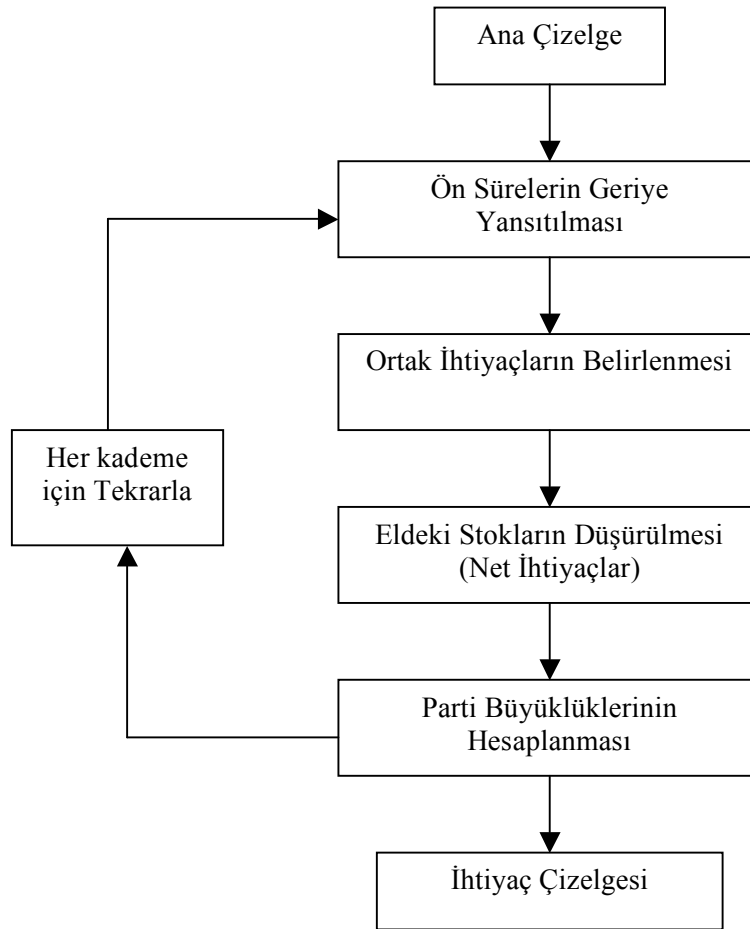 Ana Çizelge
Ön Sürelerin Geriye
Yansıtılması
Ortak İhtiyaçların Belirlenmesi
Her kademe
için Tekrarla
Eldeki Stokların Düşürülmesi
(Net İhtiyaçlar)
Parti Büyüklüklerinin
Hesaplanması
İhtiyaç Çizelgesi